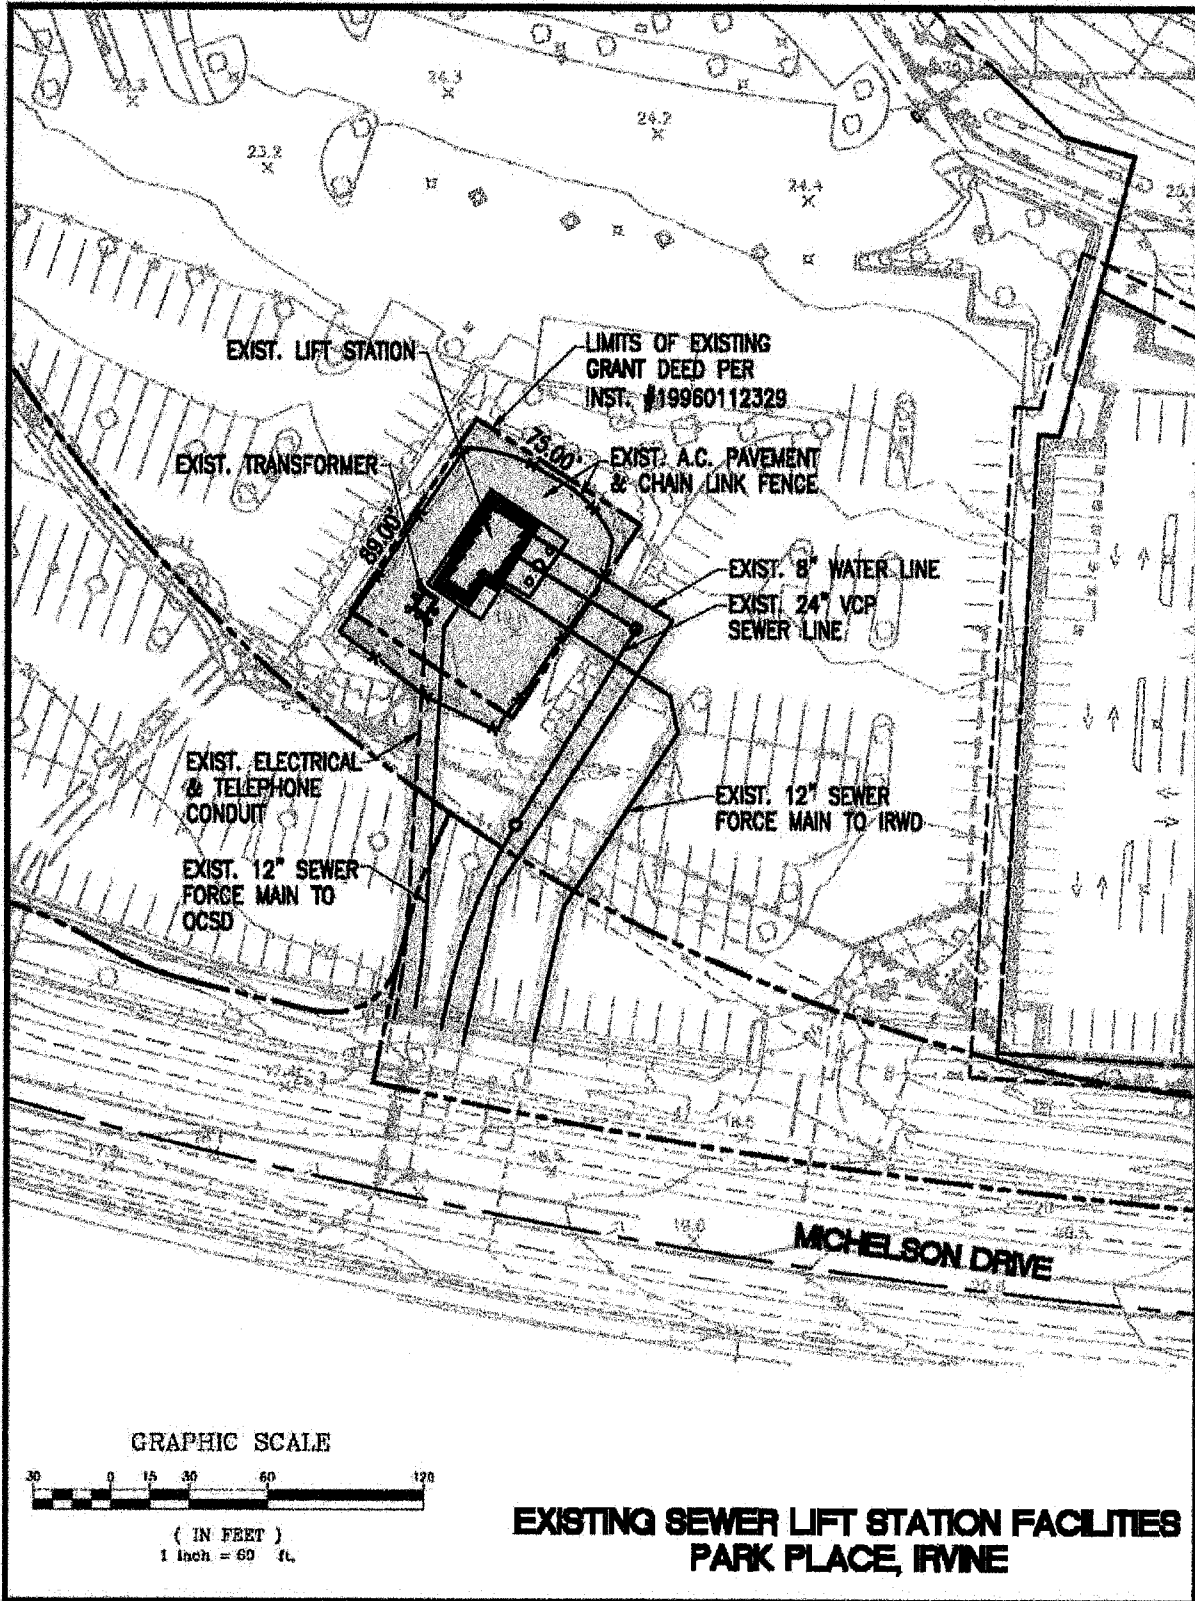 24.3
24.2
23.2
24.4
EXIST. LIFT STATION
LIMITS OF EXISTING
GRANT DEED PER
INST. #19960112329
75.00'
EXIST. TRANSFORMER
EXIST. A.C. PAVEMENT
& CHAIN LINK FENCE
89.00'
EXIST. 8" WATER LINE
EXIST. 24" VCP
SEWER LINE
EXIST. ELECTRICAL
& TELEPHONE
CONDUIT
EXIST. 12" SEWER
FORCE MAIN TO IRWD
EXIST. 12" SEWER
FORCE MAIN TO
OCSD
MICHELSON DRIVE
GRAPHIC SCALE
30 0 15 30 60 120
( IN FEET )
1 inch = 60 ft.
EXISTING SEWER LIFT STATION FACILITIES
PARK PLACE, IRVINE